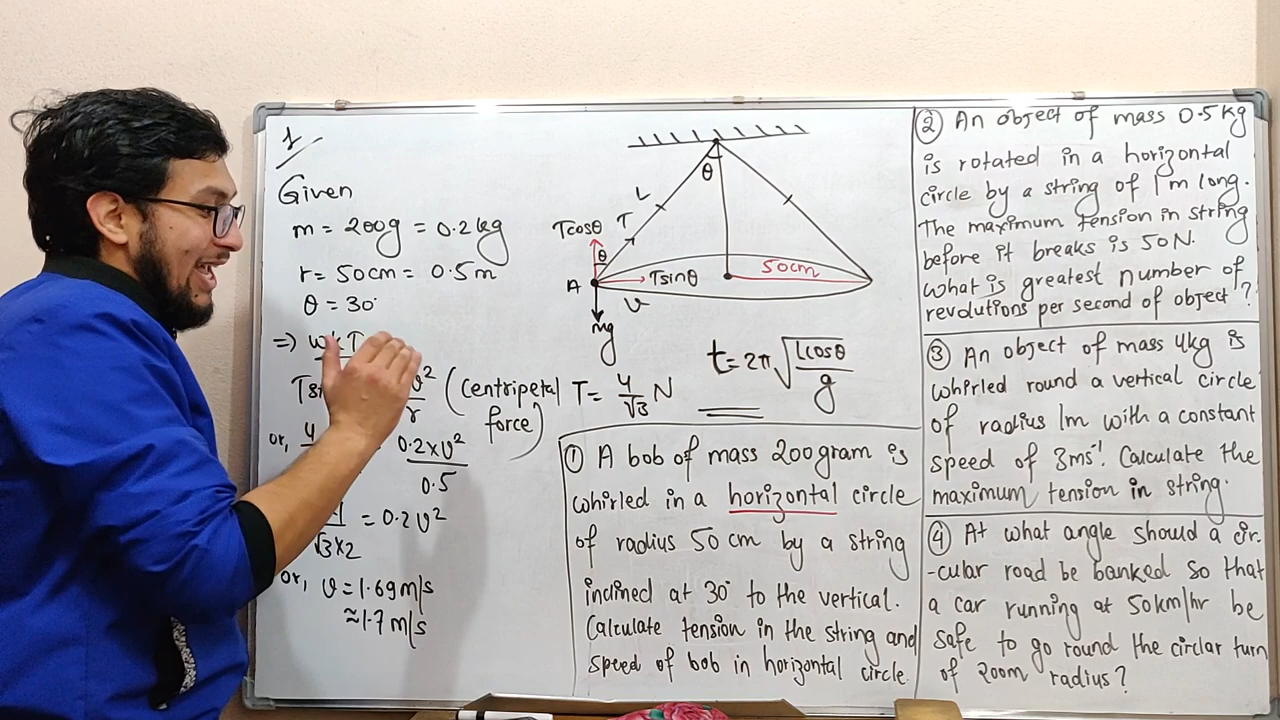 1
Given
m = 200g = 0.2kg
r = 50cm = 0.5m
θ = 30°
=>
(centripetal force)
or, 4
0.2×v²
0.5
√3×2 = 0.2v²
or, v = 1.69m/s
≈1.7m/s
θ
L
T
Tcosθ
θ
A
Tsinθ
50cm
v
mg
T = 4/√3 N
t = 2π√(Lcosθ/g)
① A bob of mass 200gram is
whirled in a horizontal circle
of radius 50 cm by a string
inclined at 30° to the vertical.
Calculate tension in the string and
speed of bob in horizontal circle.
② An object of mass 0.5kg
is rotated in a horizontal
circle by a string of 1m long.
The maximum tension in string
before it breaks is 50N.
what is greatest number of
revolutions per second of object?
③ An object of mass 4kg is
whirled round a vertical circle
of radius 1m with a constant
speed of 3ms⁻¹. Calculate the
maximum tension in string.
④ At what angle should a cir-
-cular road be banked so that
a car running at 50km/hr be
safe to go round the circlar turn
of 200m radius?